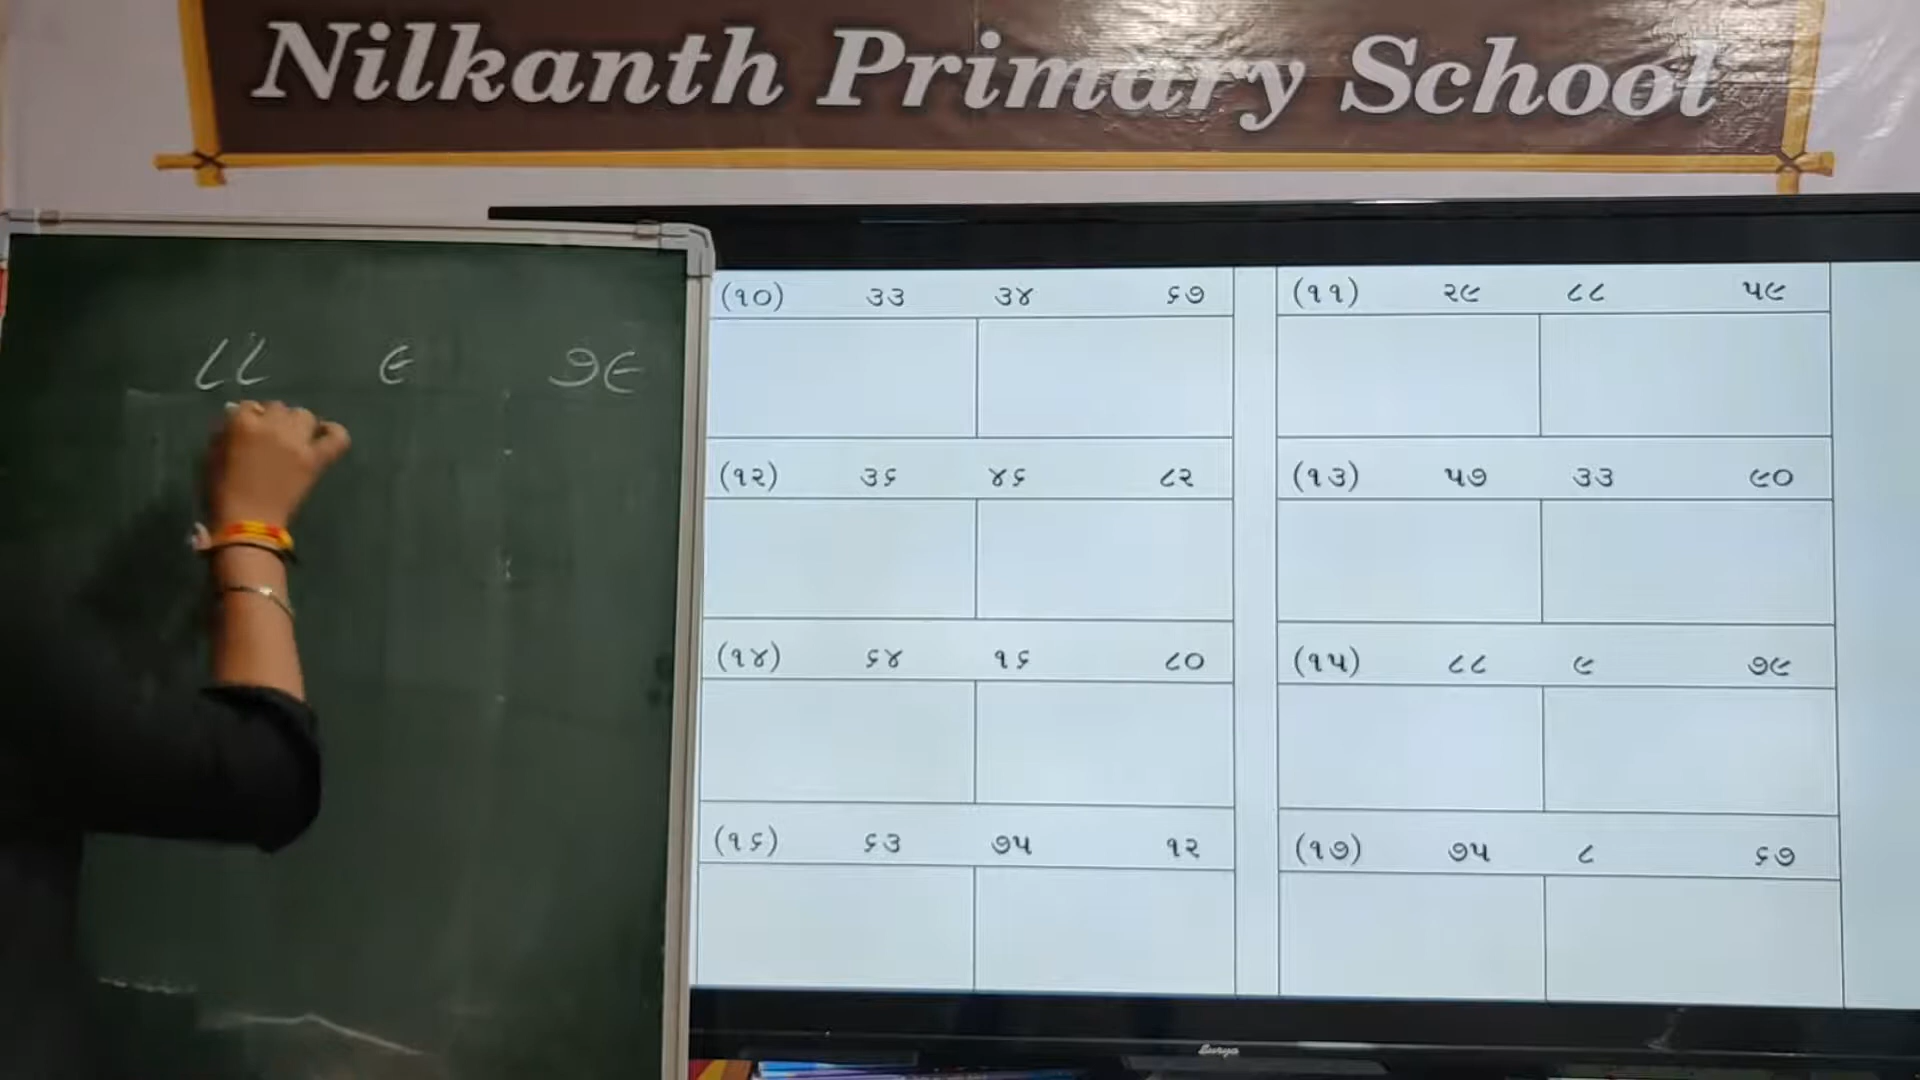 Nilkanth Primary School
૮૮ ૯ ૭૯
(૧૦) ૩૩ ૩૪ ૬૭
(૧૧) ૨૯ ૮૮ ૫૯
(૧૨) ૩૬ ૪૬ ૮૨
(૧૩) ૫૭ ૩૩ ૯૦
(૧૪) ૬૪ ૧૬ ૮૦
(૧૫) ૮૮ ૯ ૭૯
(૧૬) ૬૩ ૭૫ ૧૨
(૧૭) ૭૫ ૮ ૬૭
Surya